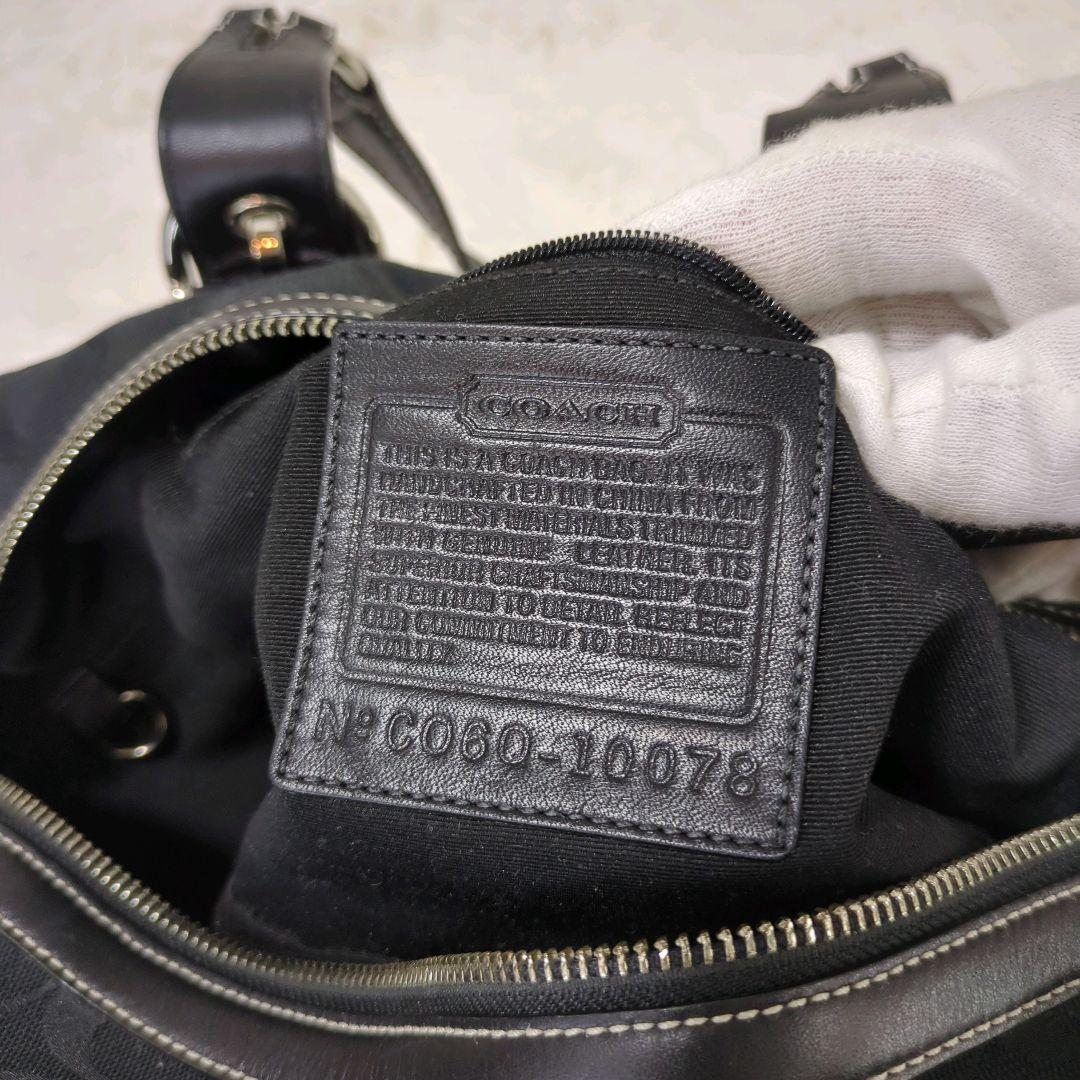 COACH
THIS IS A COACH BAG. IT WAS
HANDCRAFTED IN CHINA FROM
THE FINEST MATERIALS TRIMMED
WITH GENUINE LEATHER. ITS
SUPERIOR CRAFTSMANSHIP AND
ATTENTION TO DETAIL REFLECT
OUR COMMITMENT TO ENDURING
QUALITY.
Nº CO6Q-10078